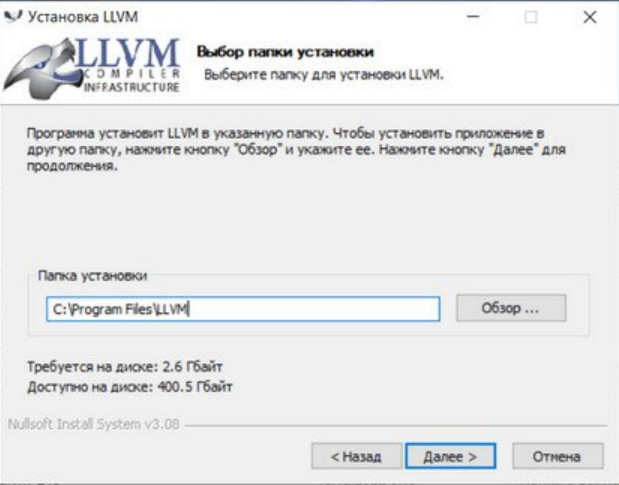 Установка LLVM
LLVM
COMPILER
INFRASTRUCTURE
Выбор папки установки
Выберите папку для установки LLVM.
Программа установит LLVM в указанную папку. Чтобы установить приложение в
другую папку, нажмите кнопку "Обзор" и укажите ее. Нажмите кнопку "Далее" для
продолжения.
Папка установки
C:\Program Files\LLVM
Обзор ...
Требуется на диске: 2.6 Гбайт
Доступно на диске: 400.5 Гбайт
Nullsoft Install System v3.08
< Назад
Далее >
Отмена